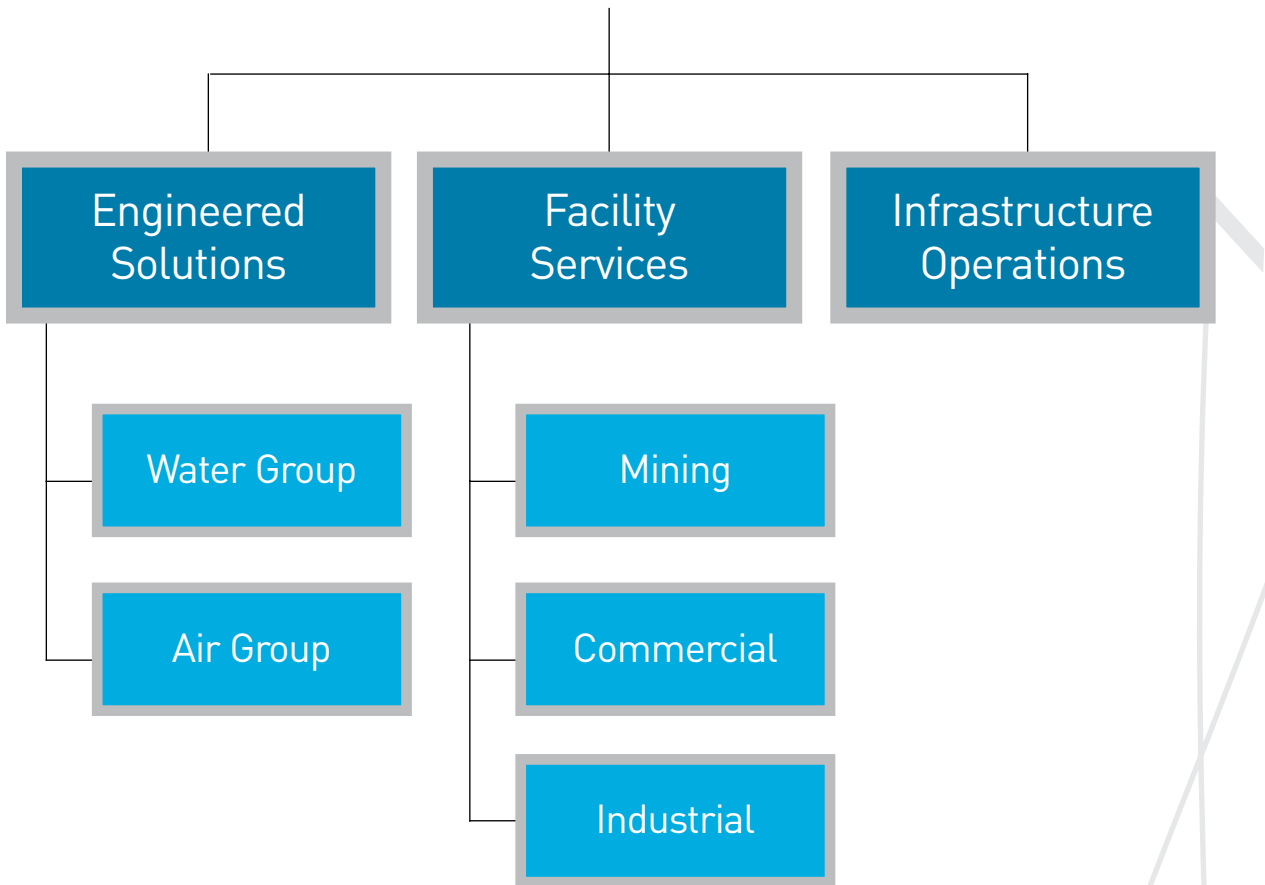 Engineered
Solutions
Facility
Services
Infrastructure
Operations
Water Group
Mining
Air Group
Commercial
Industrial